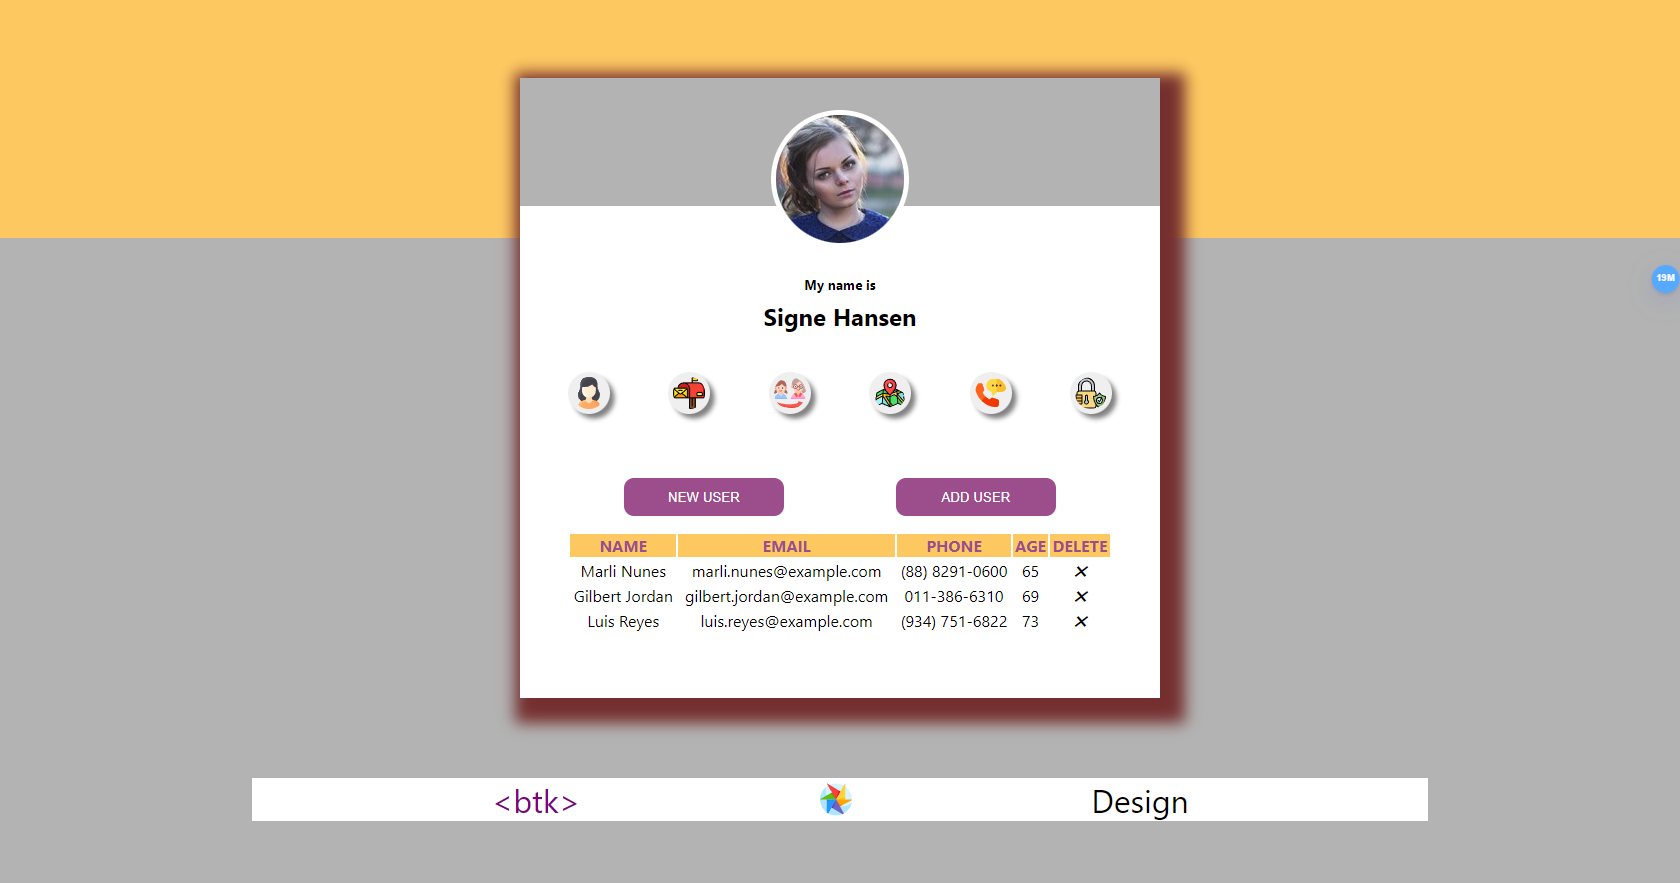 19M
My name is
Signe Hansen
NEW USER ADD USER
NAME EMAIL PHONE AGE DELETE
Marli Nunes marli.nunes@example.com (88) 8291-0600 65 ✕
Gilbert Jordan gilbert.jordan@example.com 011-386-6310 69 ✕
Luis Reyes luis.reyes@example.com (934) 751-6822 73 ✕
<btk> Design